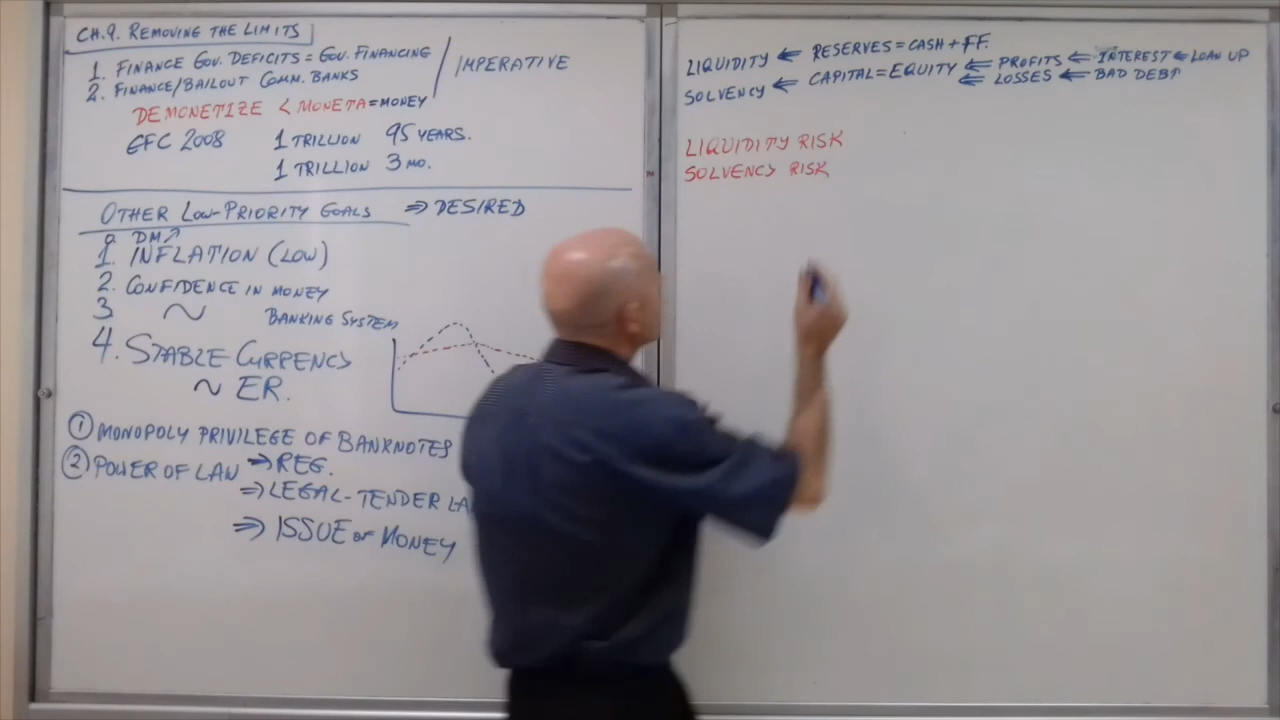 CH.9. REMOVING THE LIMITS
1. FINANCE GOV. DEFICITS = GOV. FINANCING
2. FINANCE/BAILOUT COMM. BANKS
IMPERATIVE
DEMONETIZE < MONETA = MONEY
GFC 2008 1 TRILLION 95 YEARS.
1 TRILLION 3 MO.
OTHER LOW-PRIORITY GOALS ⇒ DESIRED
0. DM↗
1. INFLATION (LOW)
2. CONFIDENCE IN MONEY
3 ~ BANKING SYSTEM
4. STABLE CURRENCY
~ ER.
① MONOPOLY PRIVILEGE OF BANKNOTES
② POWER OF LAW ⇒ REG.
⇒ LEGAL-TENDER
⇒ ISSUE OF MONEY
LIQUIDITY ⇐ RESERVES = CASH + FF.
SOLVENCY ⇐ CAPITAL = EQUITY ⇐ PROFITS ⇐ INTEREST ⇐ LOAN UP
⇐ LOSSES ⇐ BAD DEBT
LIQUIDITY RISK
SOLVENCY RISK